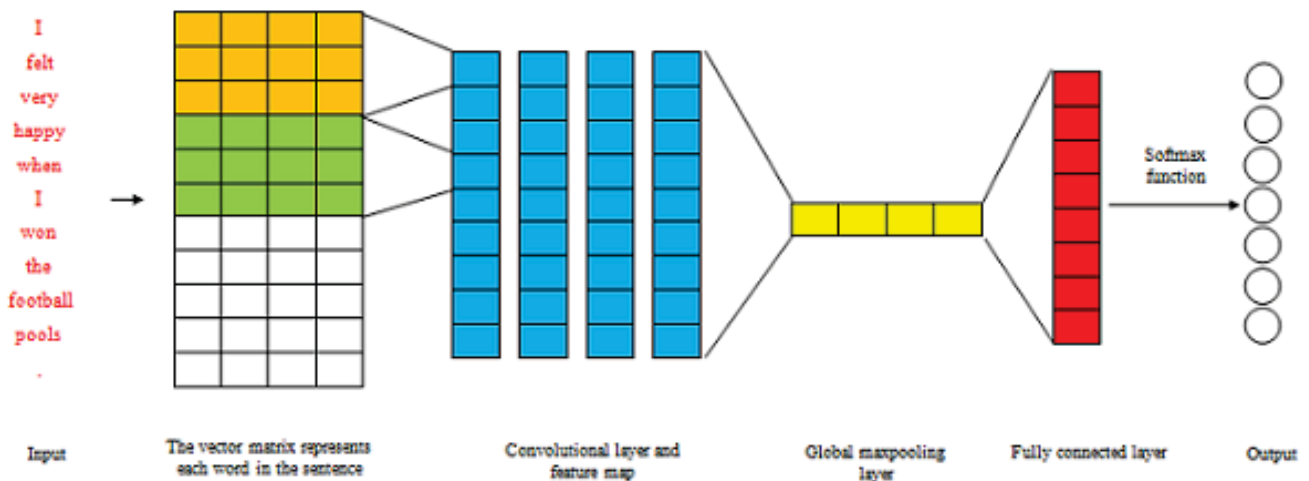 I
felt
very
happy
when
I
won
the
football
pools
.
Softmax
function
Input
The vector matrix represents
each word in the sentence
Convolutional layer and
feature map
Global maxpooling
layer
Fully connected layer
Output